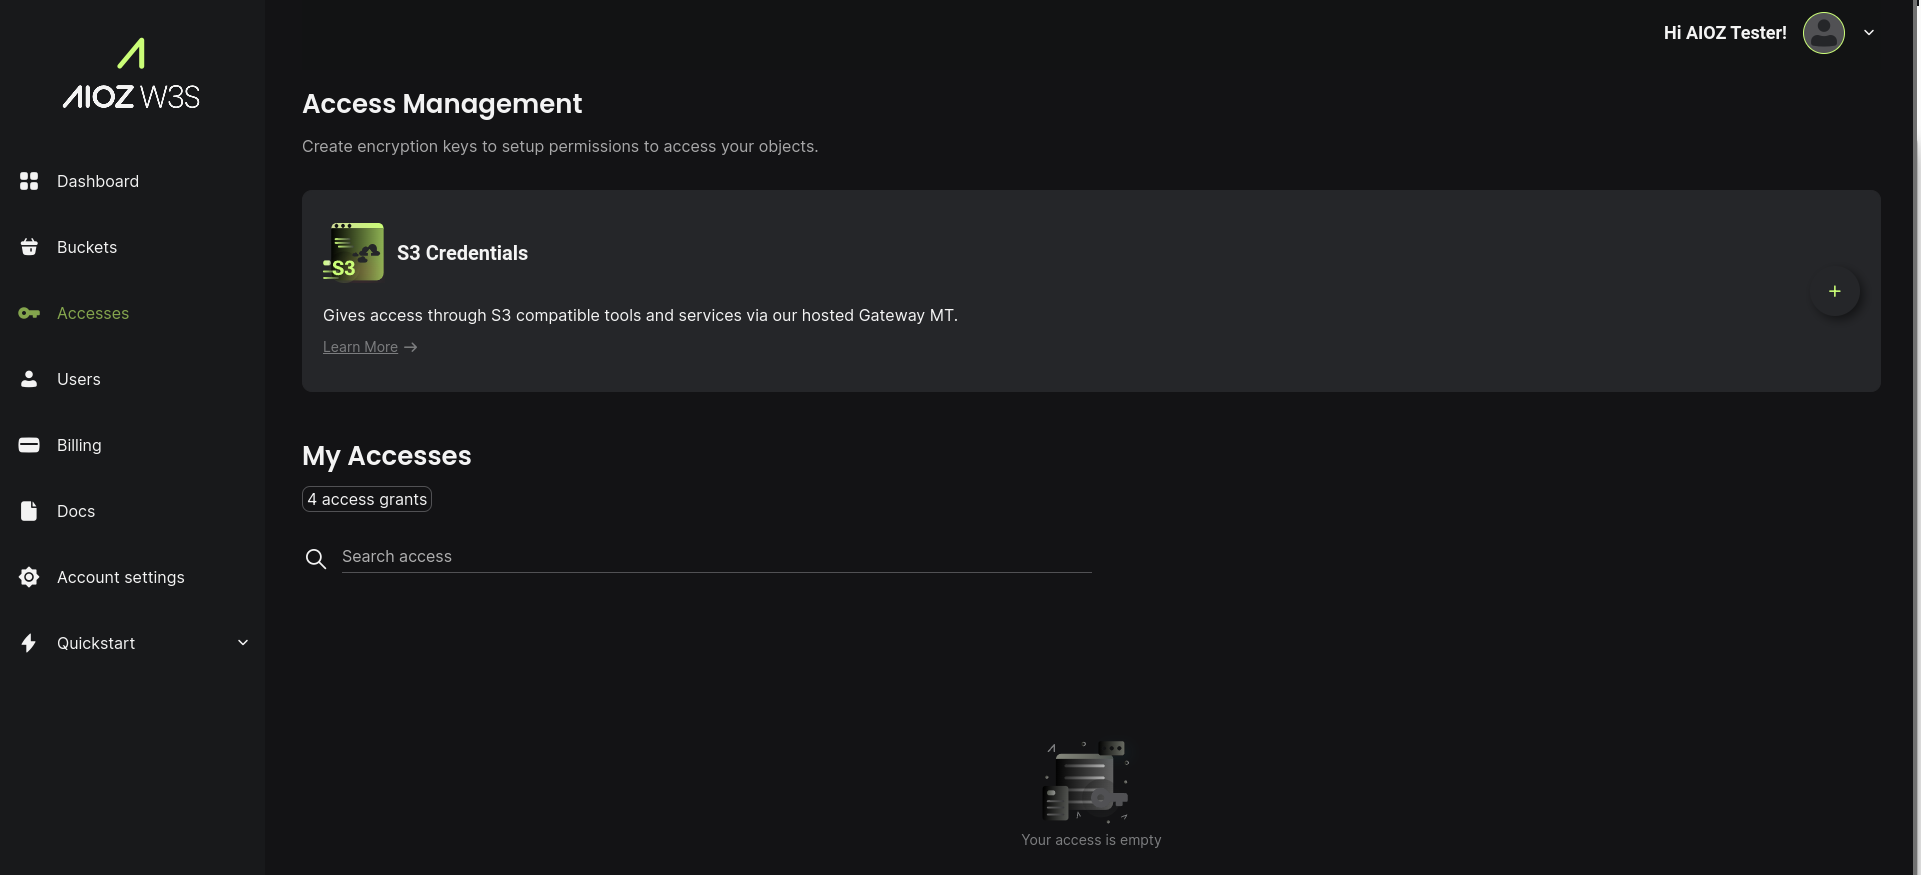 Hi AIOZ Tester!
AIOZ W3S
Dashboard
Buckets
Accesses
Users
Billing
Docs
Account settings
Quickstart
Access Management
Create encryption keys to setup permissions to access your objects.
S3
S3 Credentials
+
Gives access through S3 compatible tools and services via our hosted Gateway MT.
Learn More →
My Accesses
4 access grants
Search access
Your access is empty